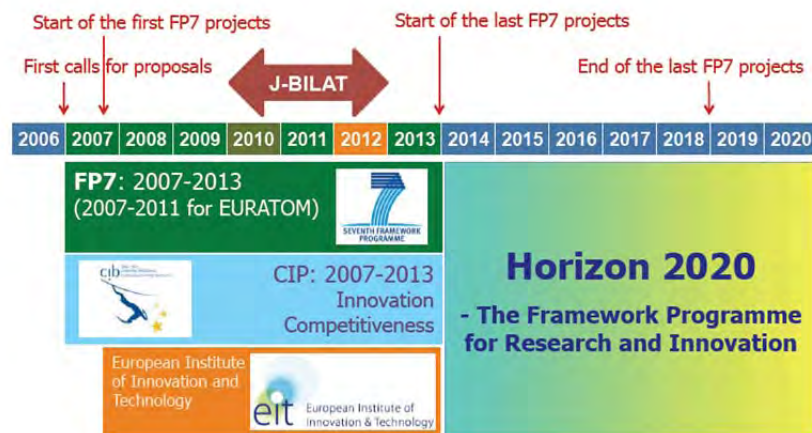 Start of the first FP7 projects
Start of the last FP7 projects
First calls for proposals
J-BILAT
End of the last FP7 projects
2006 2007 2008 2009 2010 2011 2012 2013 2014 2015 2016 2017 2018 2019 2020
FP7: 2007-2013
(2007-2011 for EURATOM)
7
SEVENTH FRAMEWORK
PROGRAMME
CIP: 2007-2013
Innovation
Competitiveness
European Institute
of Innovation and
Technology
eit
European Institute of
Innovation & Technology
Horizon 2020
- The Framework Programme
for Research and Innovation